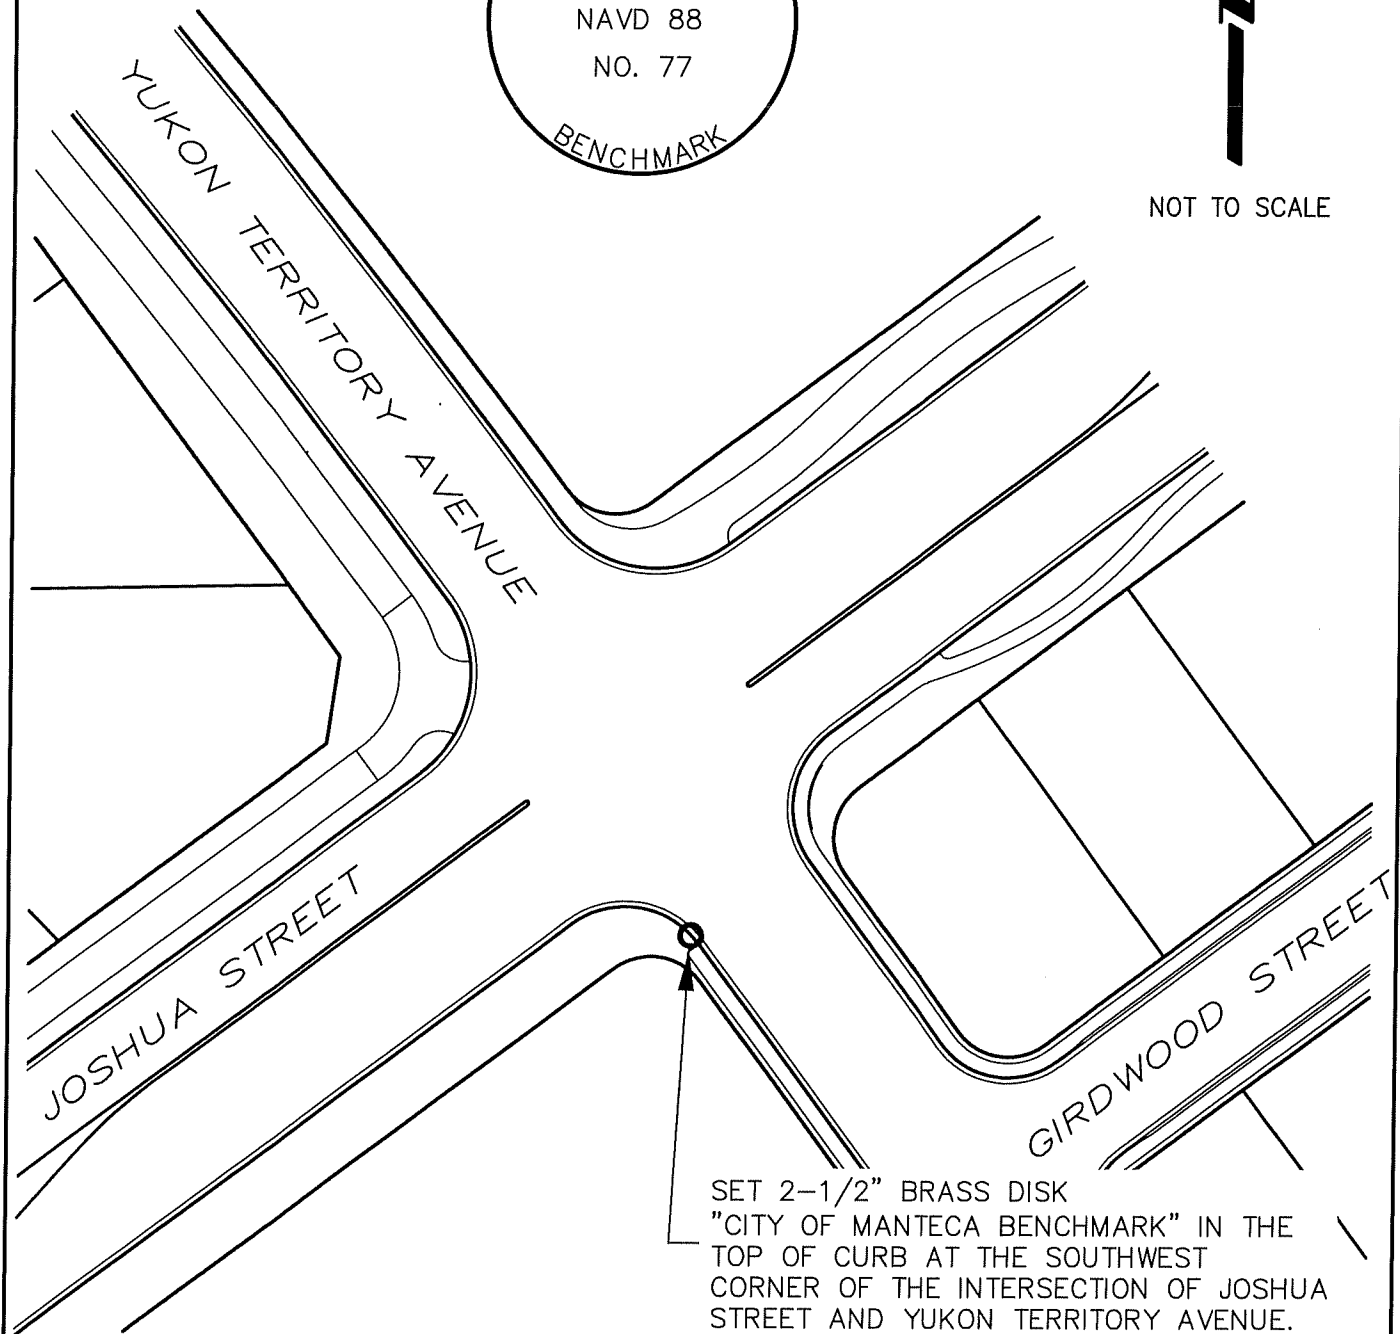 NAVD 88
NO. 77
BENCHMARK
NOT TO SCALE
YUKON TERRITORY AVENUE
JOSHUA STREET
GIRDWOOD STREET
SET 2-1/2" BRASS DISK
"CITY OF MANTECA BENCHMARK" IN THE
TOP OF CURB AT THE SOUTHWEST
CORNER OF THE INTERSECTION OF JOSHUA
STREET AND YUKON TERRITORY AVENUE.